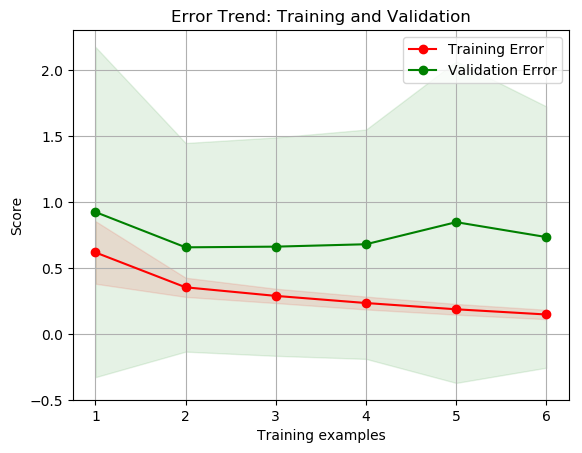 Error Trend: Training and Validation
Training Error
Validation Error
2.0
1.5
1.0
0.5
0.0
−0.5
Score
1 2 3 4 5 6
Training examples